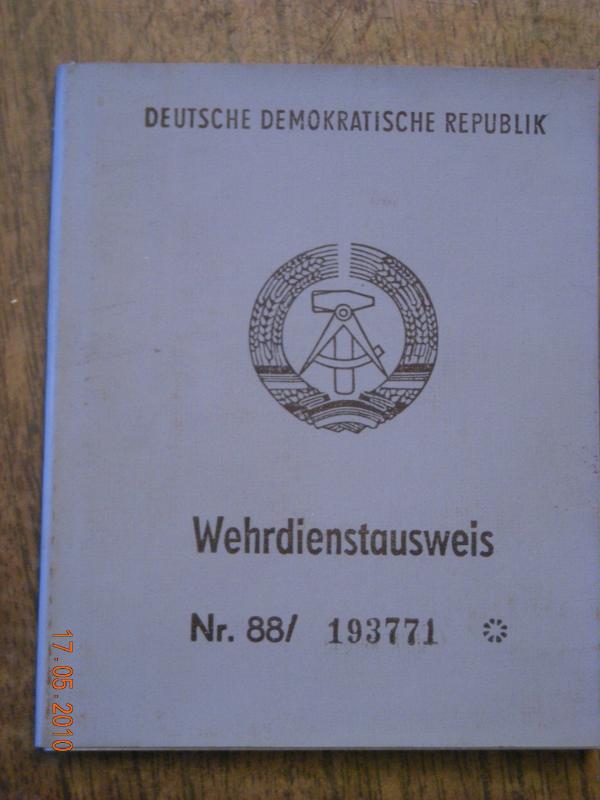 DEUTSCHE DEMOKRATISCHE REPUBLIK
Wehrdienstausweis
Nr. 88/ 193771
17.05.2010